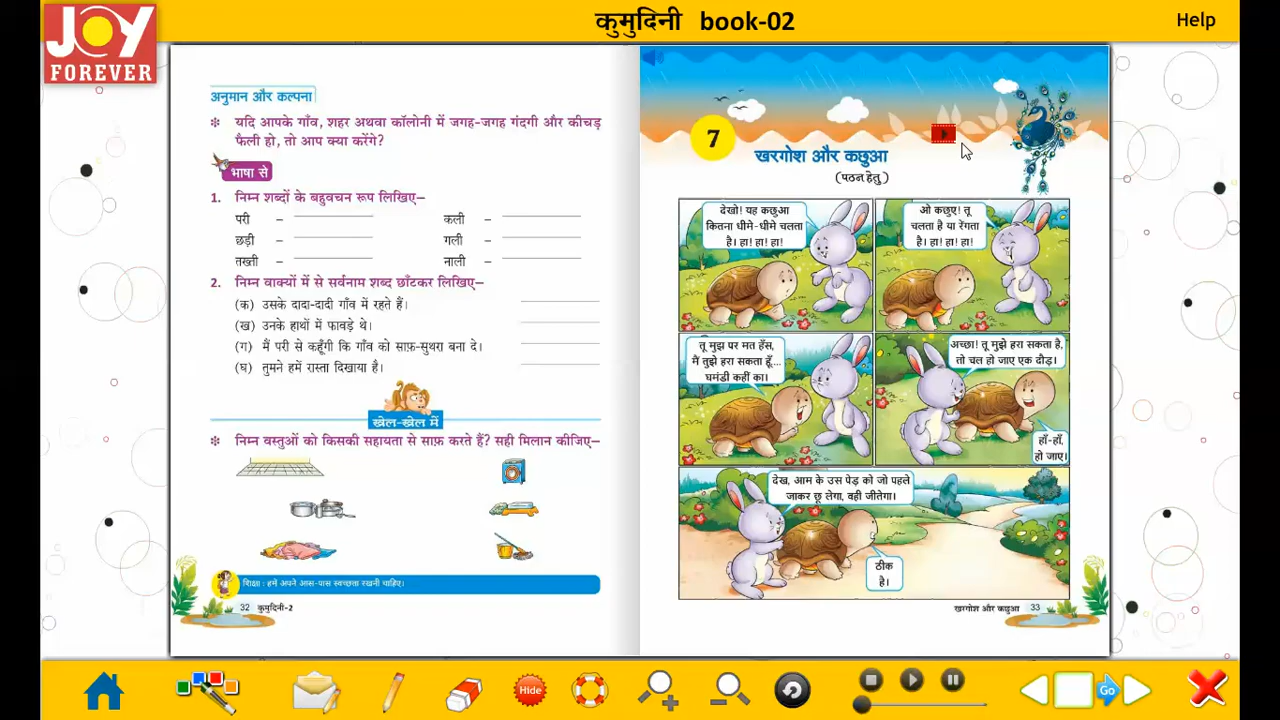 कुमुदिनी book-02
Help
JOY
FOREVER
अनुमान और कल्पना
यदि आपके गाँव, शहर अथवा कॉलोनी में जगह-जगह गंदगी और कीचड़
फैली हो, तो आप क्या करेंगे?
भाषा से
1. निम्न शब्दों के बहुवचन रूप लिखिए–
परी – कली –
छड़ी – गली –
तख्ती – नाली –
2. निम्न वाक्यों में से सर्वनाम शब्द छाँटकर लिखिए–
(क) उसके दादा-दादी गाँव में रहते हैं।
(ख) उनके हाथों में फावड़े थे।
(ग) मैं परी से कहूँगी कि गाँव को साफ़-सुथरा बना दे।
(घ) तुमने हमें रास्ता दिखाया है।
खेल-खेल में
निम्न वस्तुओं को किसकी सहायता से साफ़ करते हैं? सही मिलान कीजिए–
शिक्षा : हमें अपने आस-पास स्वच्छता रखनी चाहिए।
32 कुमुदिनी-2
7
खरगोश और कछुआ
(पठन हेतु)
देखो! यह कछुआ
कितना धीमे-धीमे चलता
है। हा! हा! हा!
ओ कछुए! तू
चलता है या रेंगता
है। हा! हा! हा!
तू मुझ पर मत हँस,
मैं तुझे हरा सकता हूँ...
घमंडी कहीं का।
अच्छा! तू मुझे हरा सकता है,
तो चल हो जाए एक दौड़।
हाँ-हाँ,
हो जाए।
देख, आम के उस पेड़ को जो पहले
जाकर छू लेगा, वही जीतेगा।
ठीक
है।
खरगोश और कछुआ 33
Hide
Go